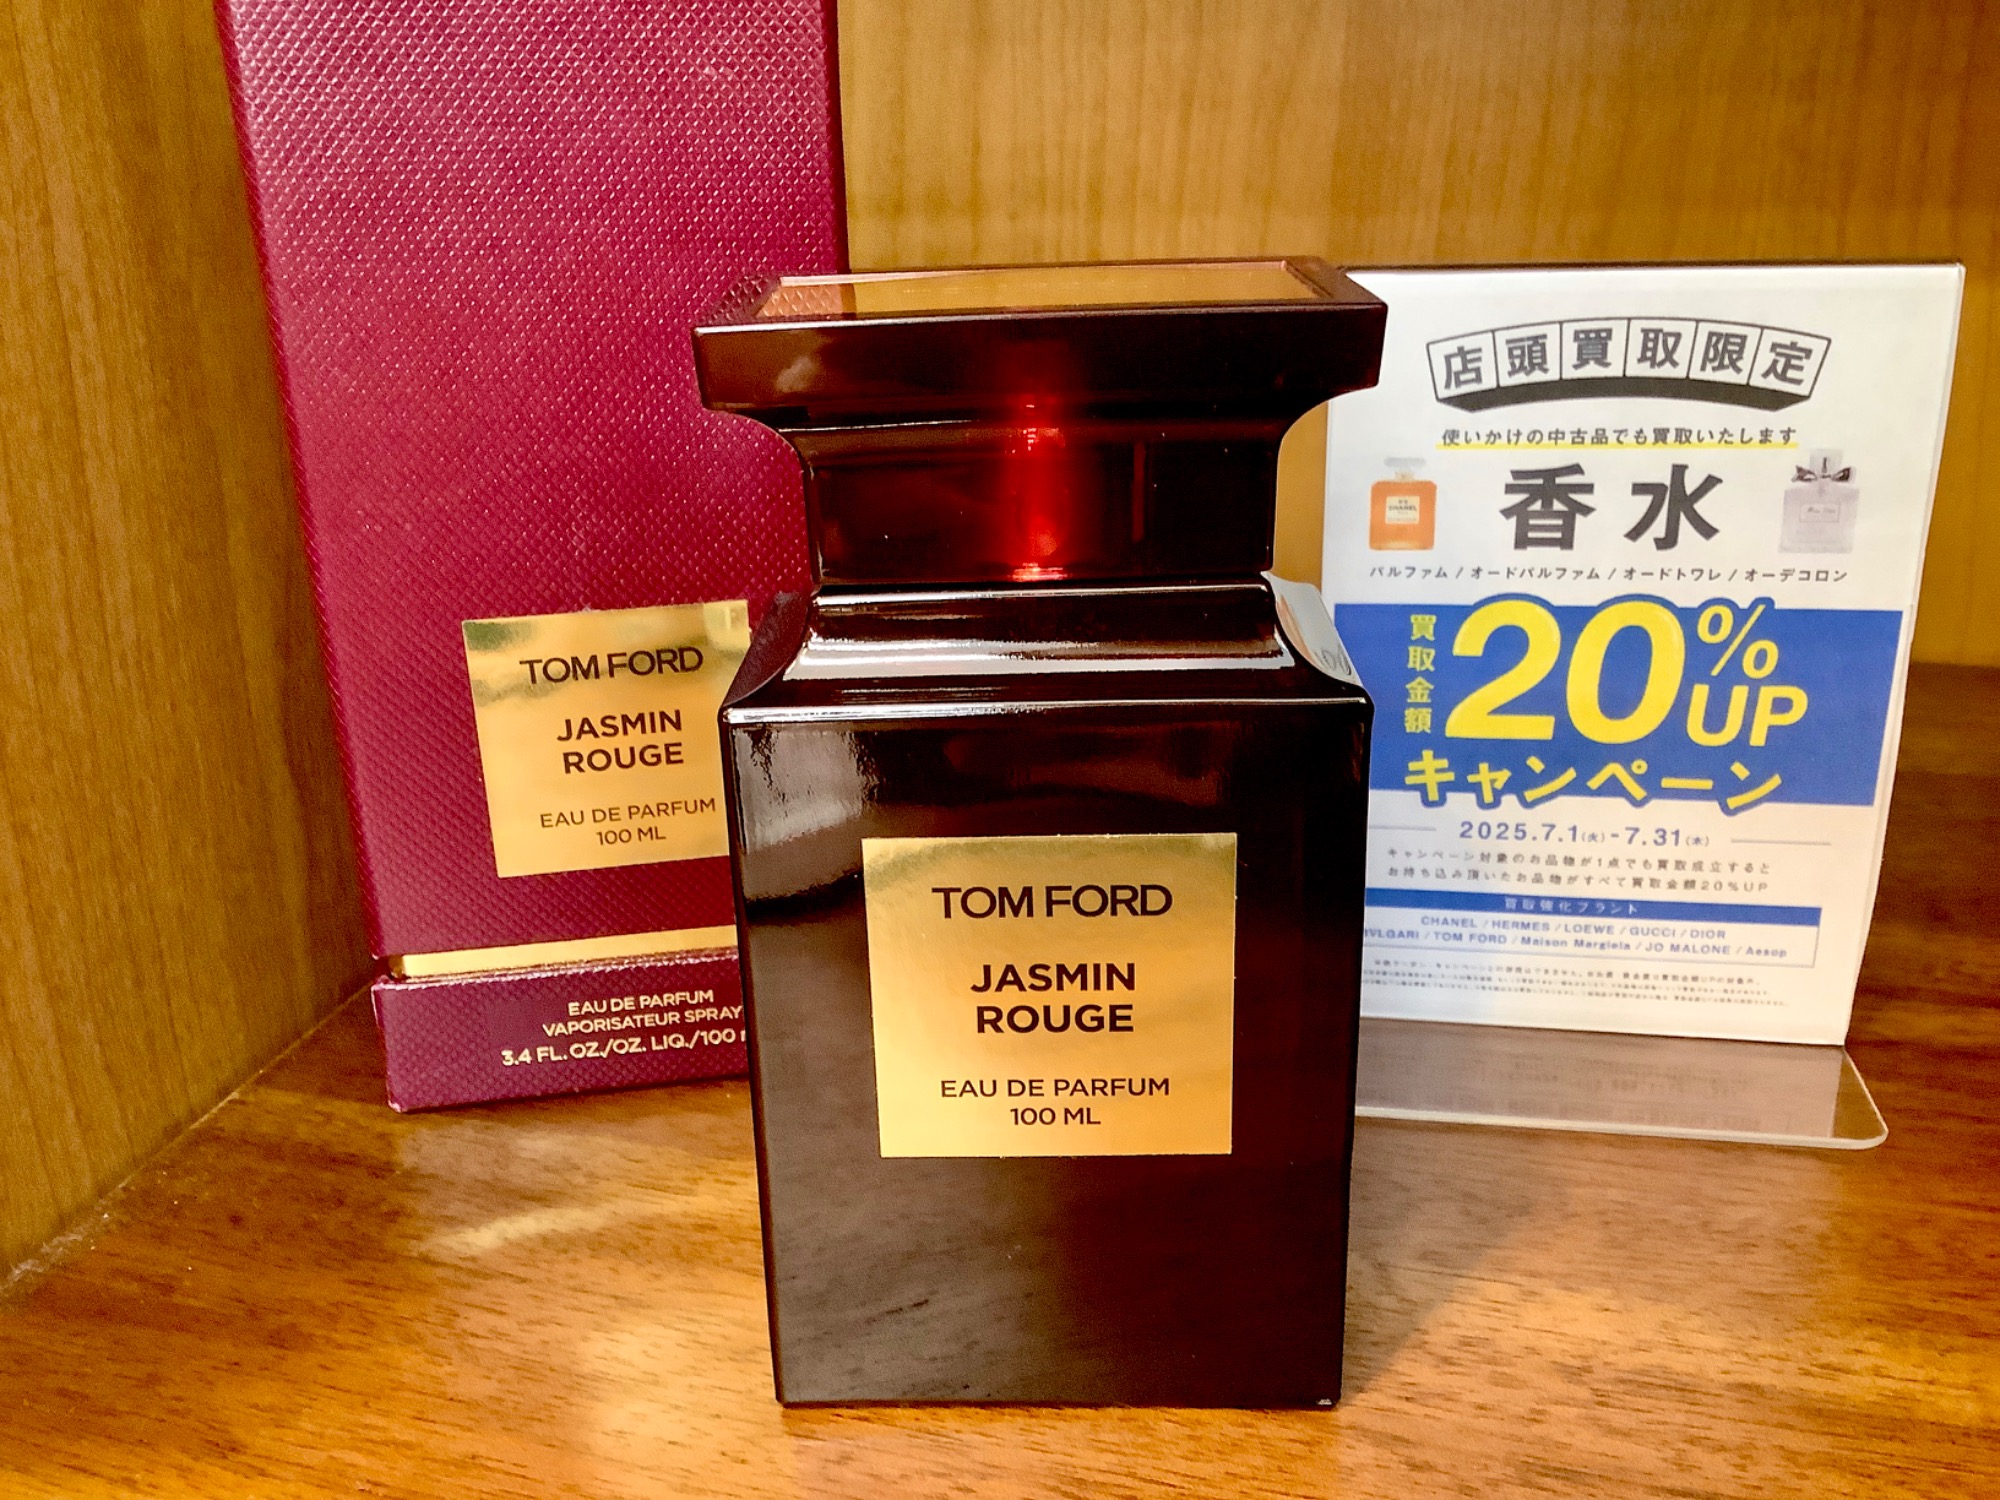 TOM FORD
JASMIN
ROUGE
EAU DE PARFUM
100 ML
EAU DE PARFUM
VAPORISATEUR SPRAY
3.4 FL. OZ./OZ. LIQ./100
TOM FORD
JASMIN
ROUGE
EAU DE PARFUM
100 ML
店頭買取限定
使いかけの中古品でも買取いたします
香水
CHANEL
パルファム / オードパルファム / オードトワレ / オーデコロン
買取金額
20%UP
キャンペーン
2025.7.1(火)-7.31(木)
キャンペーン対象のお品物が1点でも買取成立すると
お持ち込み頂いたお品物がすべて買取金額20%UP
買取強化ブランド
CHANEL / HERMES / LOEWE / GUCCI / DIOR
VLGARI / TOM FORD / Maison Margiela / JO MALONE / Aesop